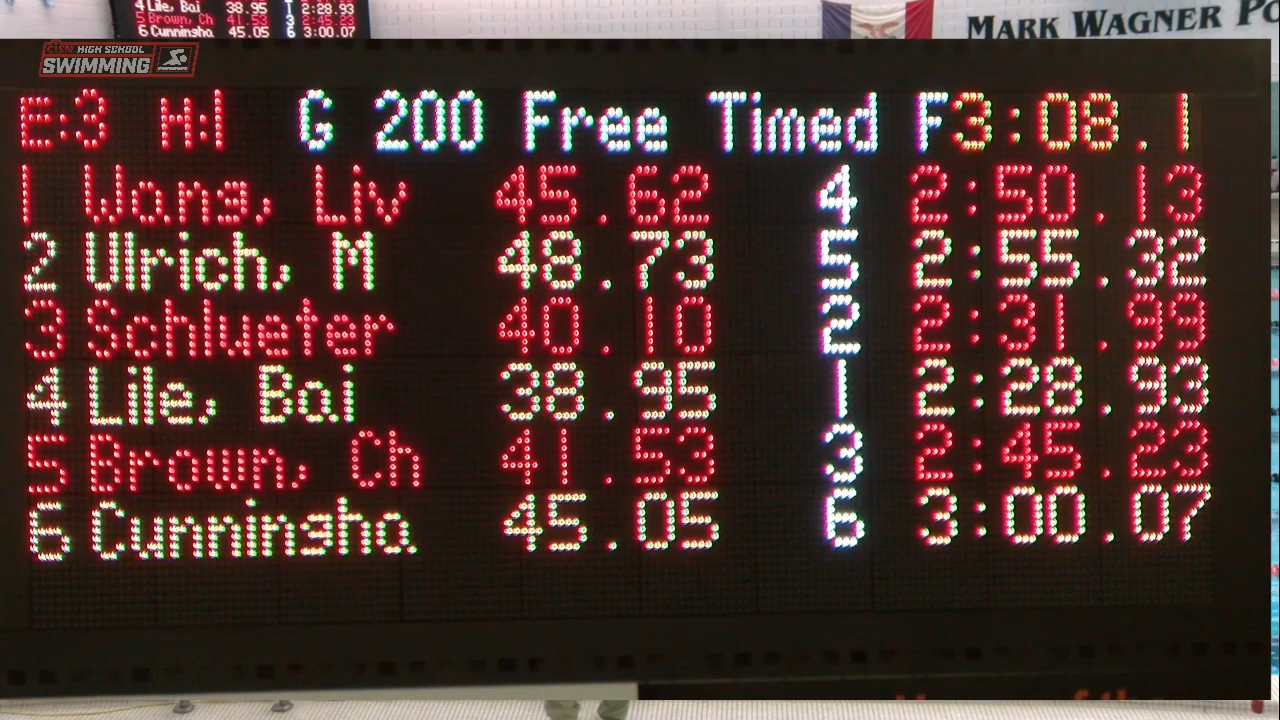 4 Lile, Bai 38.95 1 2:28.93
5 Brown, Ch 41.53 3 2:45.23
6 Cunningha 45.05 6 3:00.07
MARK WAGNER PO
CISN HIGH SCHOOL
SWIMMING
E:3 H:1 G 200 Free Timed F3:08.1
1 Wang, Liv 45.62 4 2:50.13
2 Ulrich, M 48.73 5 2:55.32
3 Schlueter 40.10 2 2:31.99
4 Lile, Bai 38.95 1 2:28.93
5 Brown, Ch 41.53 3 2:45.23
6 Cunningha 45.05 6 3:00.07